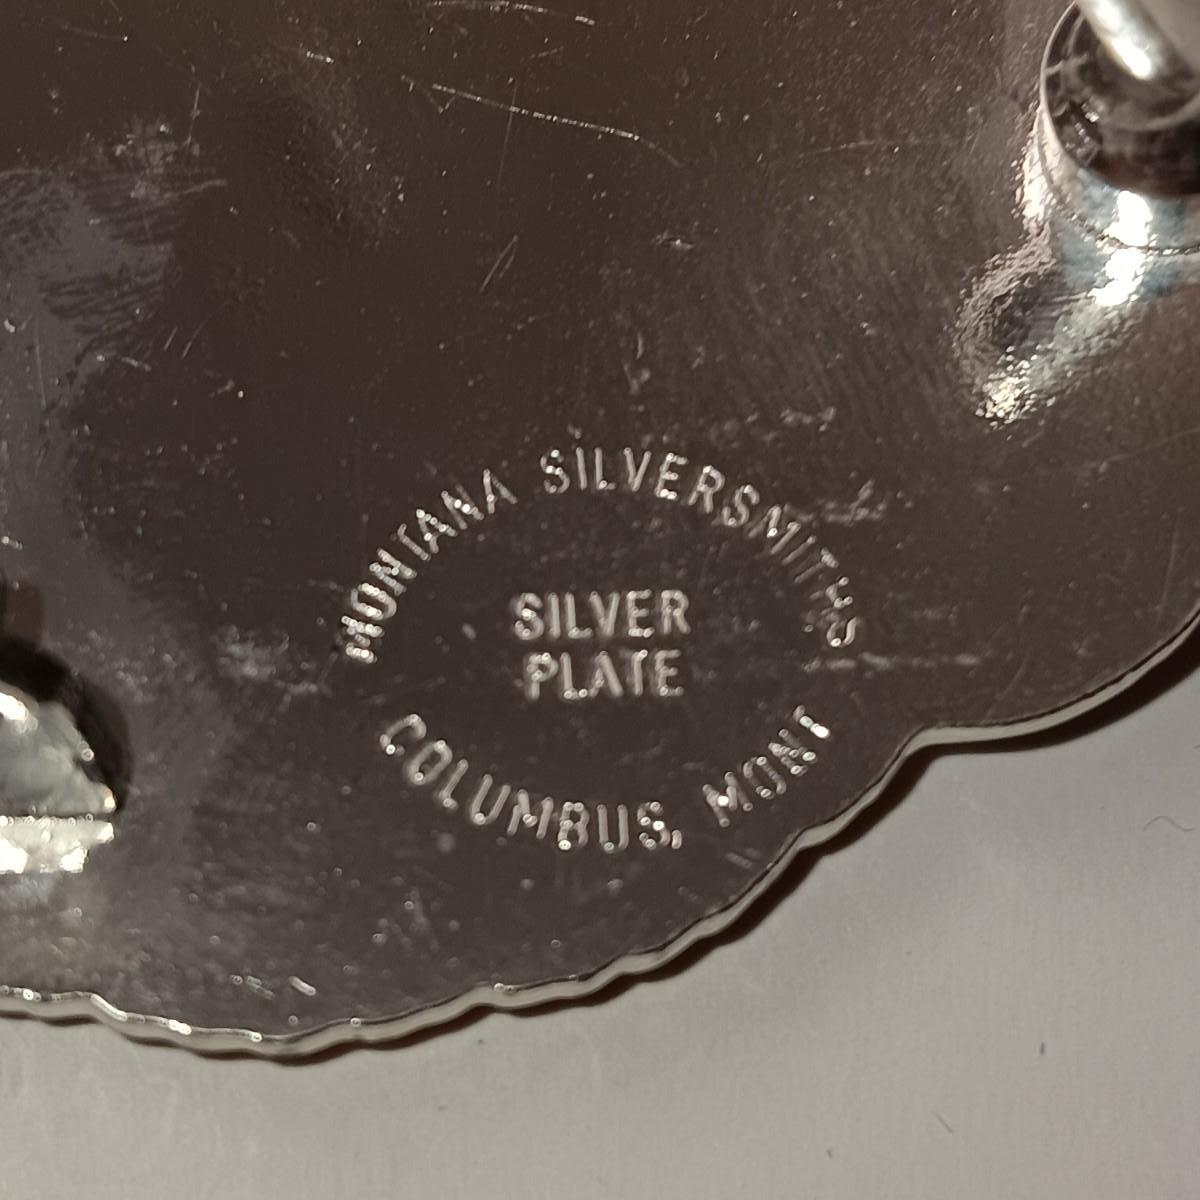 MONTANA SILVERSMITHS
SILVER
PLATE
COLUMBUS, MONT